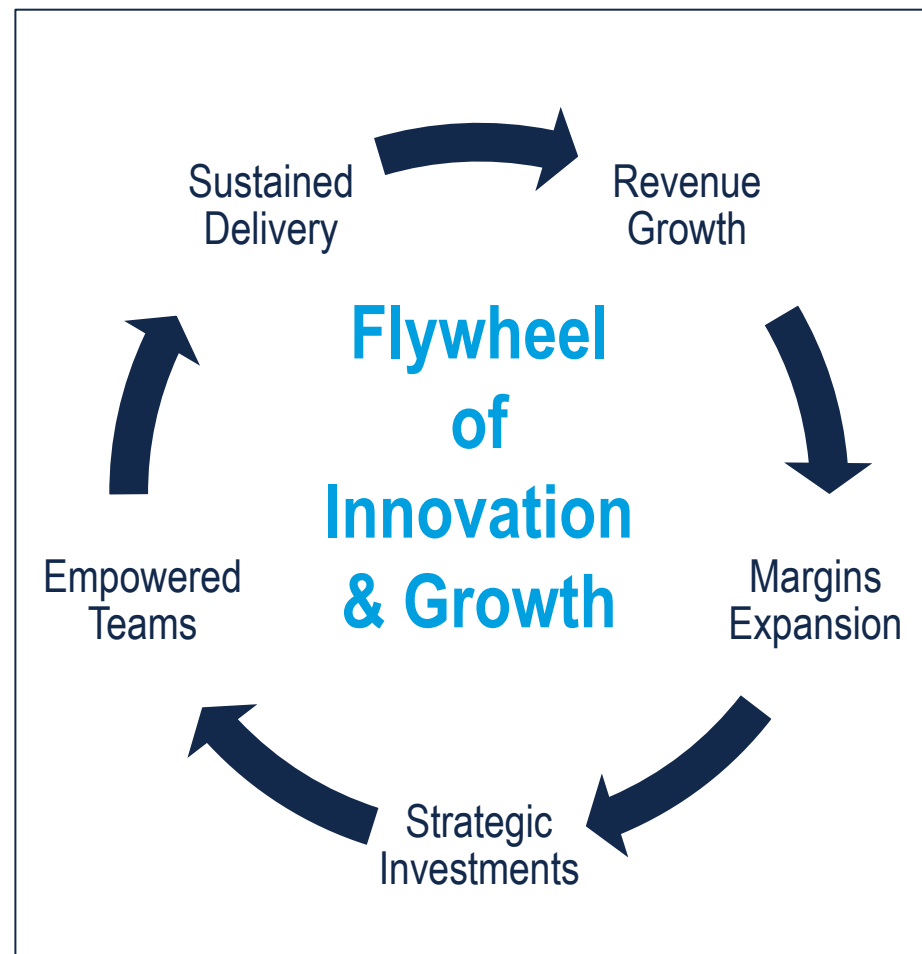 Sustained
Delivery
Revenue
Growth
Flywheel
of
Innovation
& Growth
Empowered
Teams
Margins
Expansion
Strategic
Investments